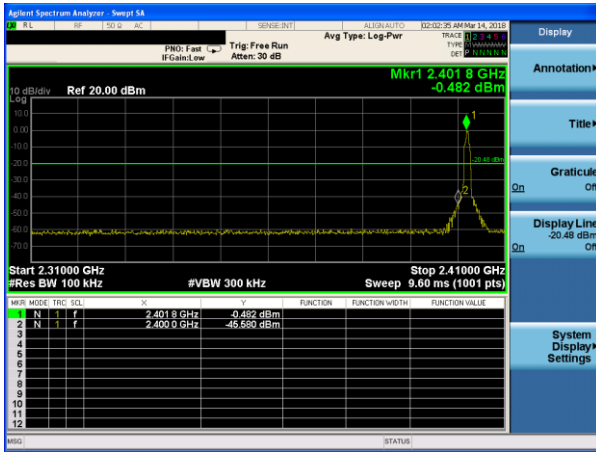 Agilent Spectrum Analyzer - Swept SA
RL RF 50 Ω AC SENSE:INT ALIGNAUTO 02:02:35 AM Mar 14, 2018
Avg Type: Log-Pwr
TRACE 1 2 3 4 5 6
PNO: Fast Trig: Free Run
TYPE M
IFGain:Low Atten: 30 dB
DET P N N N N N
Mkr1 2.401 8 GHz
-0.482 dBm
10 dB/div Ref 20.00 dBm
Log
10.0
0.00
-10.0
-20.0
-30.0
-40.0
-50.0
-60.0
-70.0
1
-20.48 dBm
2
Start 2.31000 GHz Stop 2.41000 GHz
#Res BW 100 kHz #VBW 300 kHz Sweep 9.60 ms (1001 pts)
MKR MODE TRC SCL X Y FUNCTION FUNCTION WIDTH FUNCTION VALUE
1 N 1 f 2.401 8 GHz -0.482 dBm
2 N 1 f 2.400 0 GHz -45.580 dBm
3
4
5
6
7
8
9
10
11
12
MSG STATUS
Display
Annotation
Title
Graticule
On Off
Display Line
-20.48 dBm
On Off
System
Display
Settings